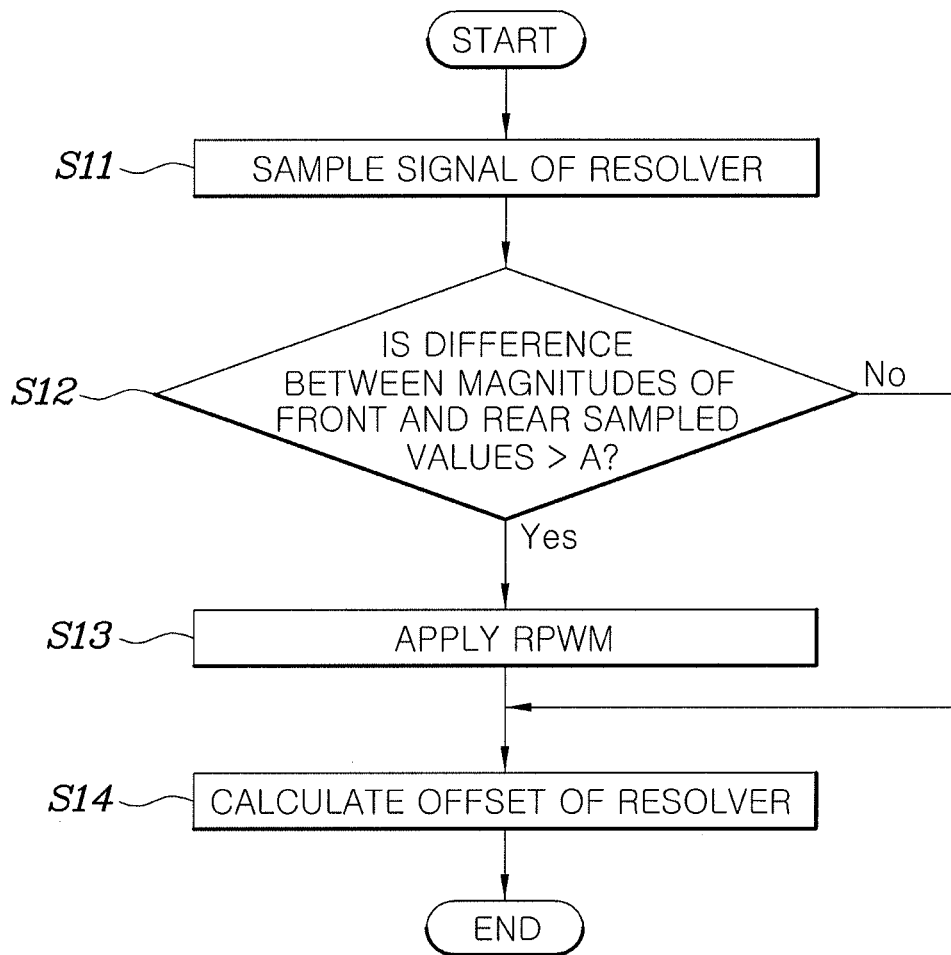 START
S11
SAMPLE SIGNAL OF RESOLVER
S12
IS DIFFERENCE
BETWEEN MAGNITUDES OF
FRONT AND REAR SAMPLED
VALUES > A?
No
Yes
S13
APPLY RPWM
S14
CALCULATE OFFSET OF RESOLVER
END